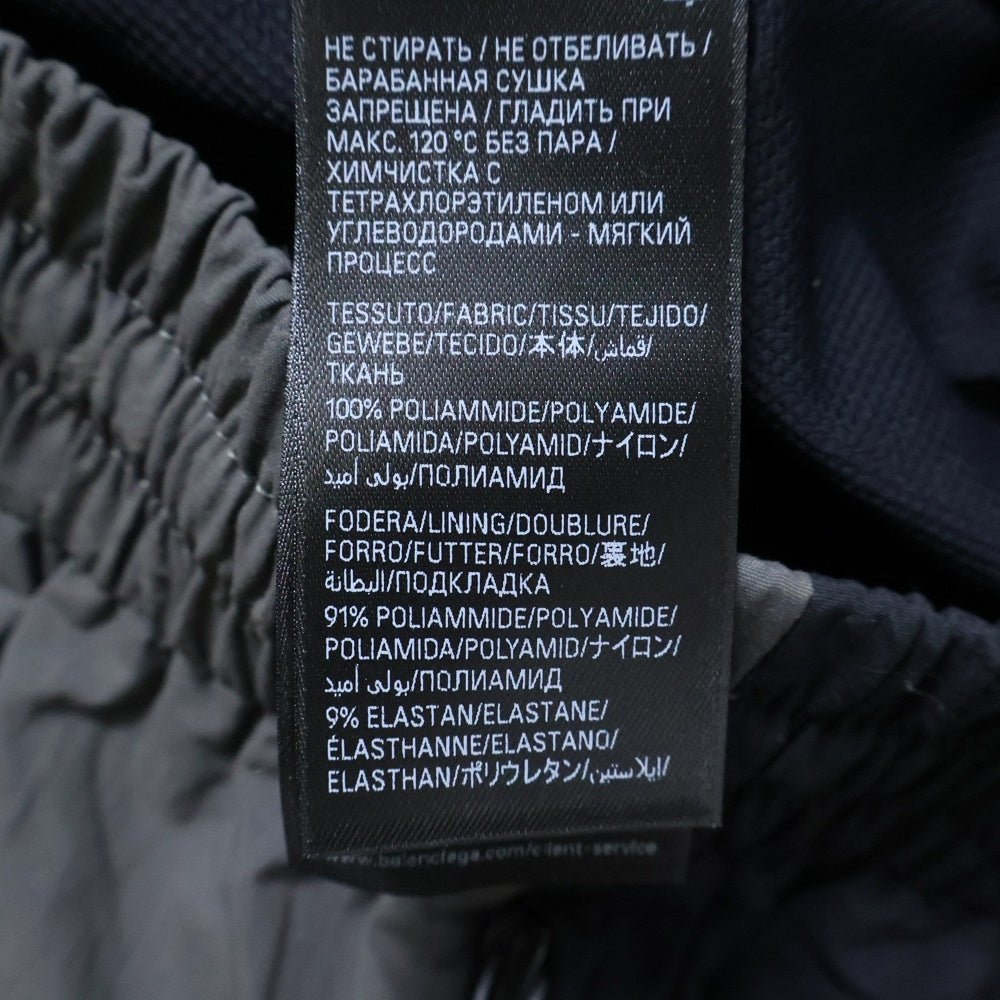 НЕ СТИРАТЬ / НЕ ОТБЕЛИВАТЬ /
БАРАБАННАЯ СУШКА
ЗАПРЕЩЕНА / ГЛАДИТЬ ПРИ
МАКС. 120 °C БЕЗ ПАРА /
ХИМЧИСТКА С
ТЕТРАХЛОРЭТИЛЕНОМ ИЛИ
УГЛЕВОДОРОДАМИ - МЯГКИЙ
ПРОЦЕСС
TESSUTO/FABRIC/TISSU/TEJIDO/
GEWEBE/TECIDO/本体/قماش/
ТКАНЬ
100% POLIAMMIDE/POLYAMIDE/
POLIAMIDA/POLYAMID/ナイロン/
بولى أميد/ПОЛИАМИД
FODERA/LINING/DOUBLURE/
FORRO/FUTTER/FORRO/裏地/
البطانة/ПОДКЛАДКА
91% POLIAMMIDE/POLYAMIDE/
POLIAMIDA/POLYAMID/ナイロン/
بولى أميد/ПОЛИАМИД
9% ELASTAN/ELASTANE/
ÉLASTHANNE/ELASTANO/
ELASTHAN/ポリウレタン/ايلاستين/
www.balenciaga.com/client-service